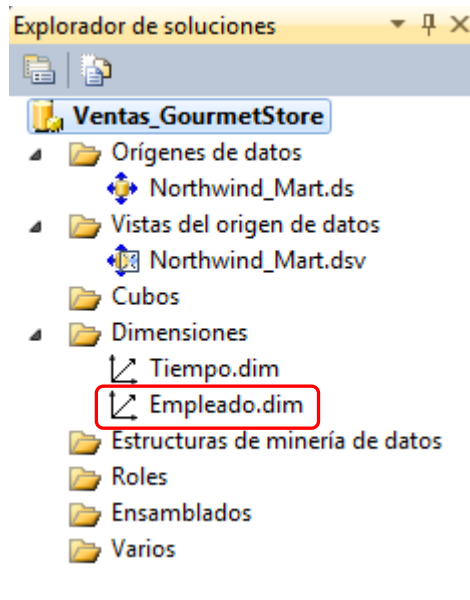 Explorador de soluciones
Ventas_GourmetStore
Orígenes de datos
Northwind_Mart.ds
Vistas del origen de datos
Northwind_Mart.dsv
Cubos
Dimensiones
Tiempo.dim
Empleado.dim
Estructuras de minería de datos
Roles
Ensamblados
Varios